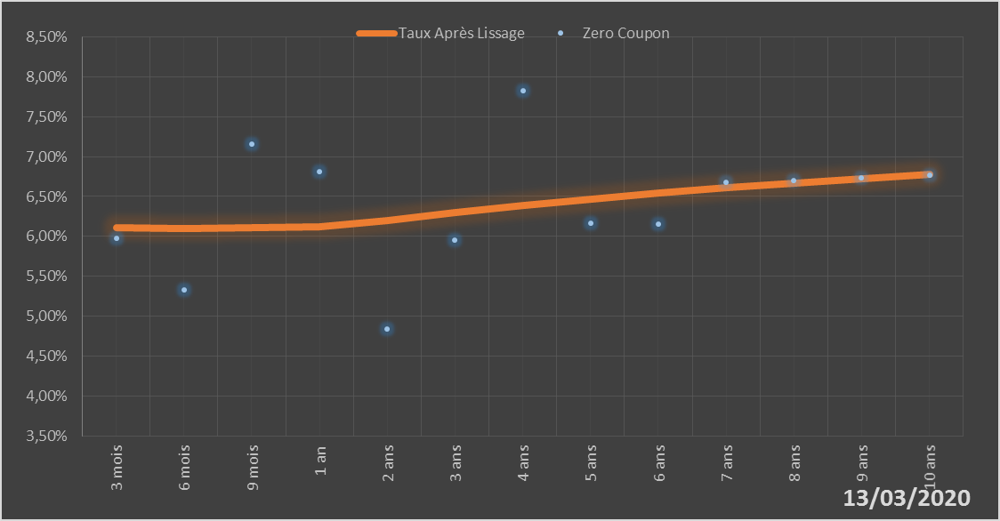 Taux Après Lissage
Zero Coupon
8,50%
8,00%
7,50%
7,00%
6,50%
6,00%
5,50%
5,00%
4,50%
4,00%
3,50%
3 mois
6 mois
9 mois
1 an
2 ans
3 ans
4 ans
5 ans
6 ans
7 ans
8 ans
9 ans
10 ans
13/03/2020